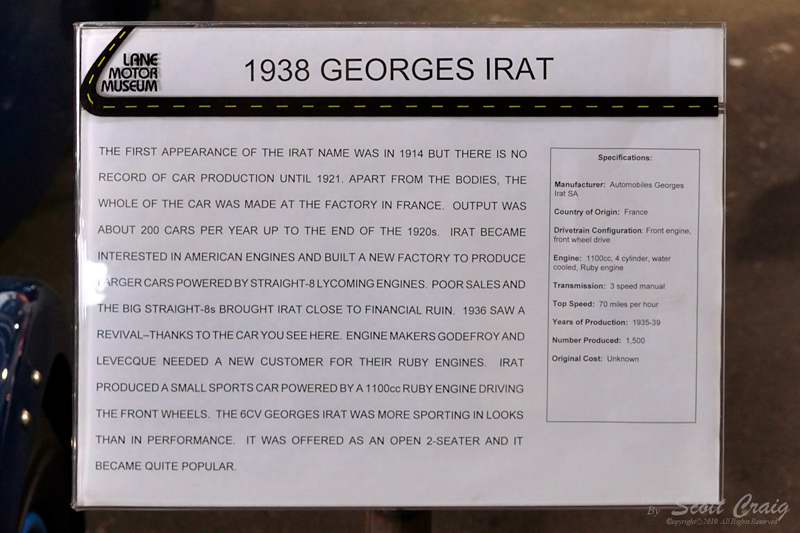 LANE
MOTOR
MUSEUM
1938 GEORGES IRAT
THE FIRST APPEARANCE OF THE IRAT NAME WAS IN 1914 BUT THERE IS NO
RECORD OF CAR PRODUCTION UNTIL 1921. APART FROM THE BODIES, THE
WHOLE OF THE CAR WAS MADE AT THE FACTORY IN FRANCE. OUTPUT WAS
ABOUT 200 CARS PER YEAR UP TO THE END OF THE 1920s. IRAT BECAME
INTERESTED IN AMERICAN ENGINES AND BUILT A NEW FACTORY TO PRODUCE
LARGER CARS POWERED BY STRAIGHT-8 LYCOMING ENGINES. POOR SALES AND
THE BIG STRAIGHT-8s BROUGHT IRAT CLOSE TO FINANCIAL RUIN. 1936 SAW A
REVIVAL–THANKS TO THE CAR YOU SEE HERE. ENGINE MAKERS GODEFROY AND
LEVECQUE NEEDED A NEW CUSTOMER FOR THEIR RUBY ENGINES. IRAT
PRODUCED A SMALL SPORTS CAR POWERED BY A 1100cc RUBY ENGINE DRIVING
THE FRONT WHEELS. THE 6CV GEORGES IRAT WAS MORE SPORTING IN LOOKS
THAN IN PERFORMANCE. IT WAS OFFERED AS AN OPEN 2-SEATER AND IT
BECAME QUITE POPULAR.
Specifications:
Manufacturer: Automobiles Georges
Irat SA
Country of Origin: France
Drivetrain Configuration: Front engine,
front wheel drive
Engine: 1100cc, 4 cylinder, water
cooled, Ruby engine
Transmission: 3 speed manual
Top Speed: 70 miles per hour
Years of Production: 1935-39
Number Produced: 1,500
Original Cost: Unknown
By Scott Craig
Copyright © 2010 All Rights Reserved